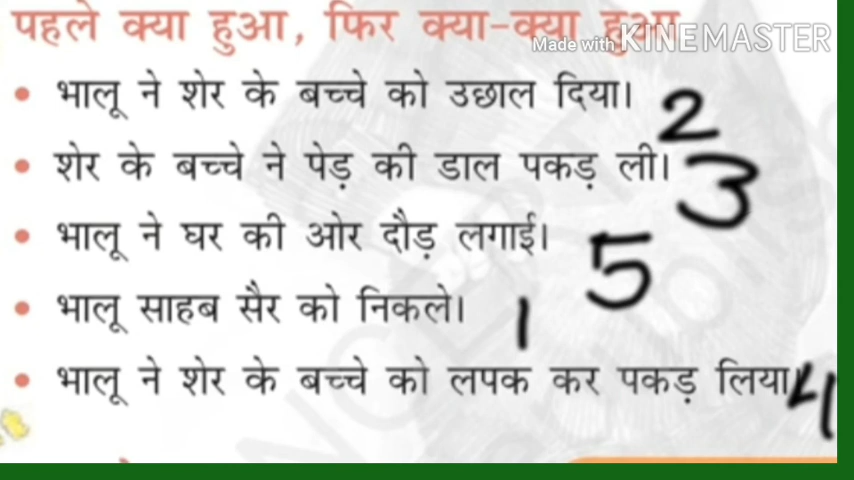 पहले क्या हुआ, फिर क्या-क्या हुआ
Made with KINEMASTER
• भालू ने शेर के बच्चे को उछाल दिया। 2
• शेर के बच्चे ने पेड़ की डाल पकड़ ली। 3
• भालू ने घर की ओर दौड़ लगाई। 5
• भालू साहब सैर को निकले। 1
• भालू ने शेर के बच्चे को लपक कर पकड़ लिया 4